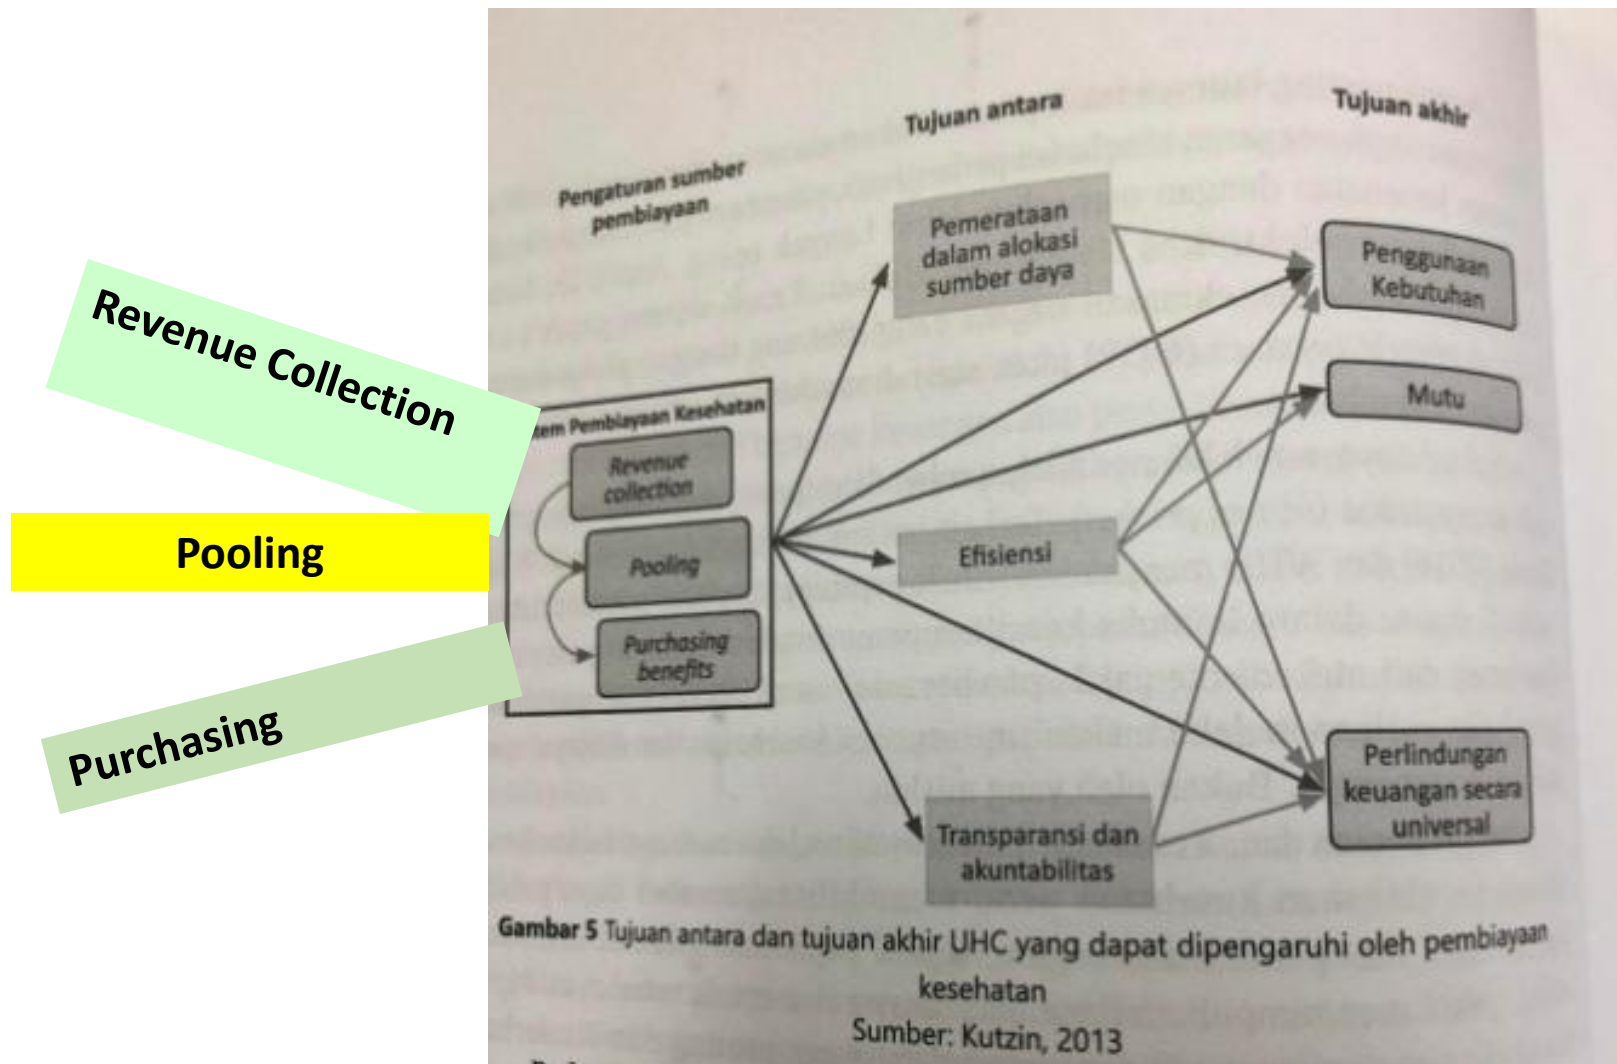 Tujuan antara
Tujuan akhir
Pengaturan sumber
pembiayaan
Revenue Collection
Pooling
Purchasing
tem Pembiayaan Kesehatan
Revenue
collection
Pooling
Purchasing
benefits
Pemerataan
dalam alokasi
sumber daya
Efisiensi
Transparansi dan
akuntabilitas
Penggunaan
Kebutuhan
Mutu
Perlindungan
keuangan secara
universal
Gambar 5 Tujuan antara dan tujuan akhir UHC yang dapat dipengaruhi oleh pembiayaan
kesehatan
Sumber: Kutzin, 2013